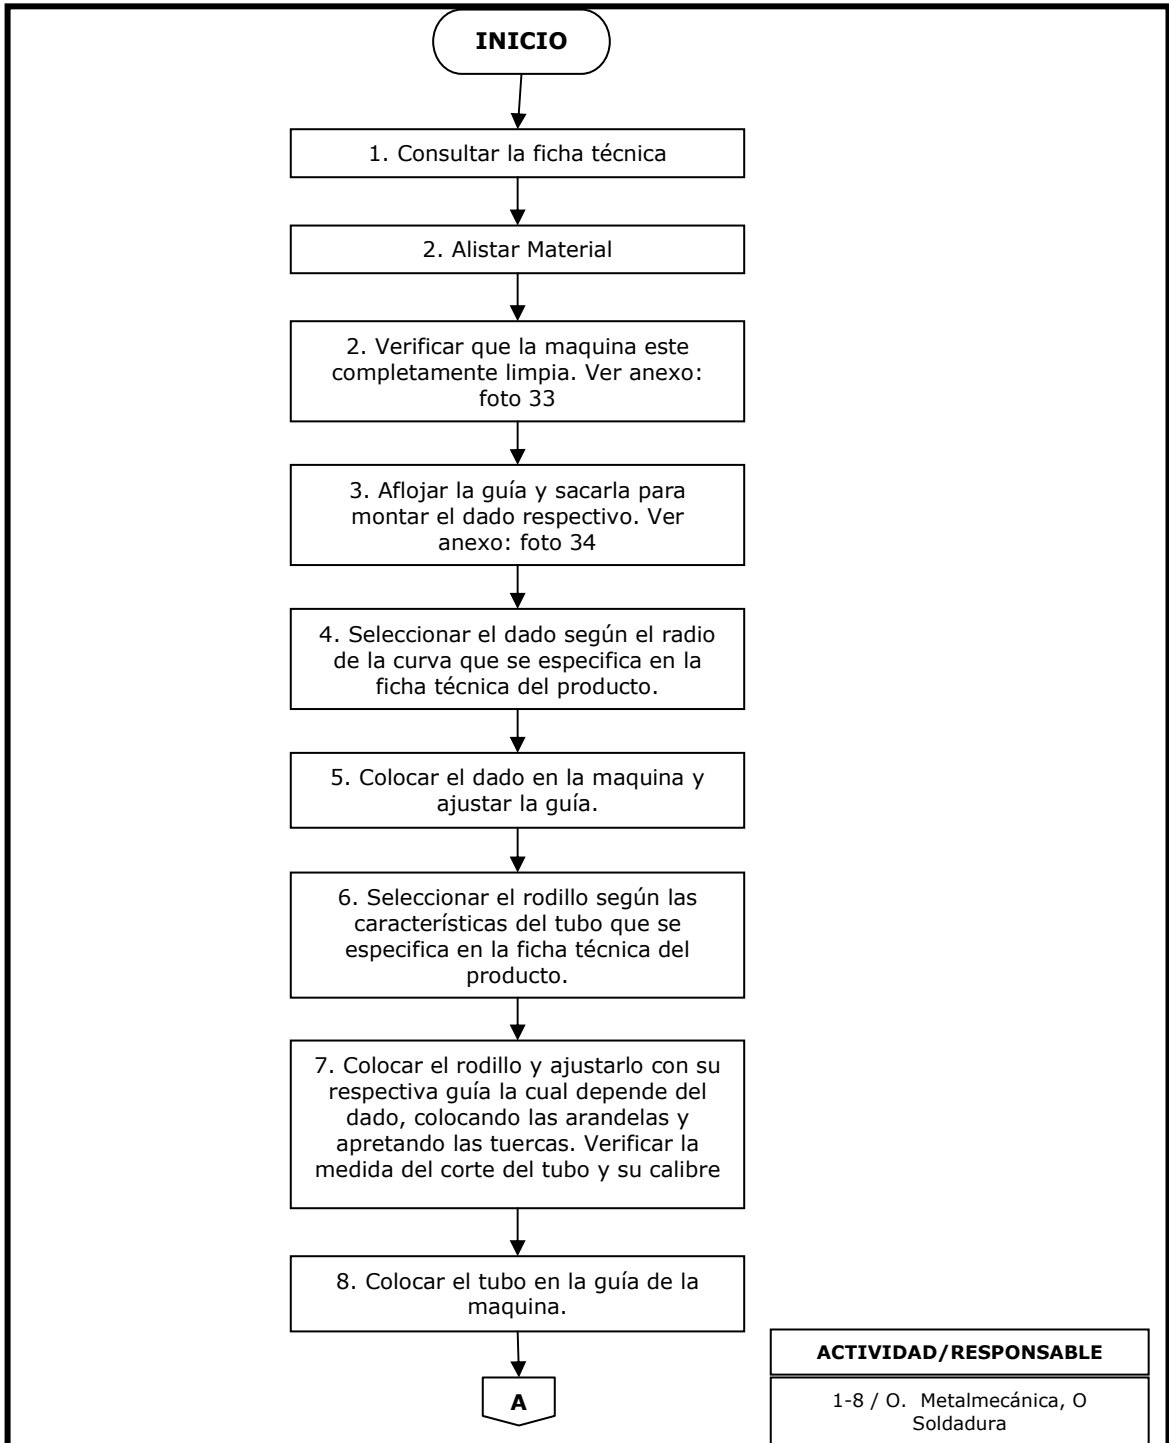 INICIO
1. Consultar la ficha técnica
2. Alistar Material
2. Verificar que la maquina este
completamente limpia. Ver anexo:
foto 33
3. Aflojar la guía y sacarla para
montar el dado respectivo. Ver
anexo: foto 34
4. Seleccionar el dado según el radio
de la curva que se especifica en la
ficha técnica del producto.
5. Colocar el dado en la maquina y
ajustar la guía.
6. Seleccionar el rodillo según las
características del tubo que se
especifica en la ficha técnica del
producto.
7. Colocar el rodillo y ajustarlo con su
respectiva guía la cual depende del
dado, colocando las arandelas y
apretando las tuercas. Verificar la
medida del corte del tubo y su calibre
8. Colocar el tubo en la guía de la
maquina.
A
ACTIVIDAD/RESPONSABLE
1-8 / O. Metalmecánica, O
Soldadura